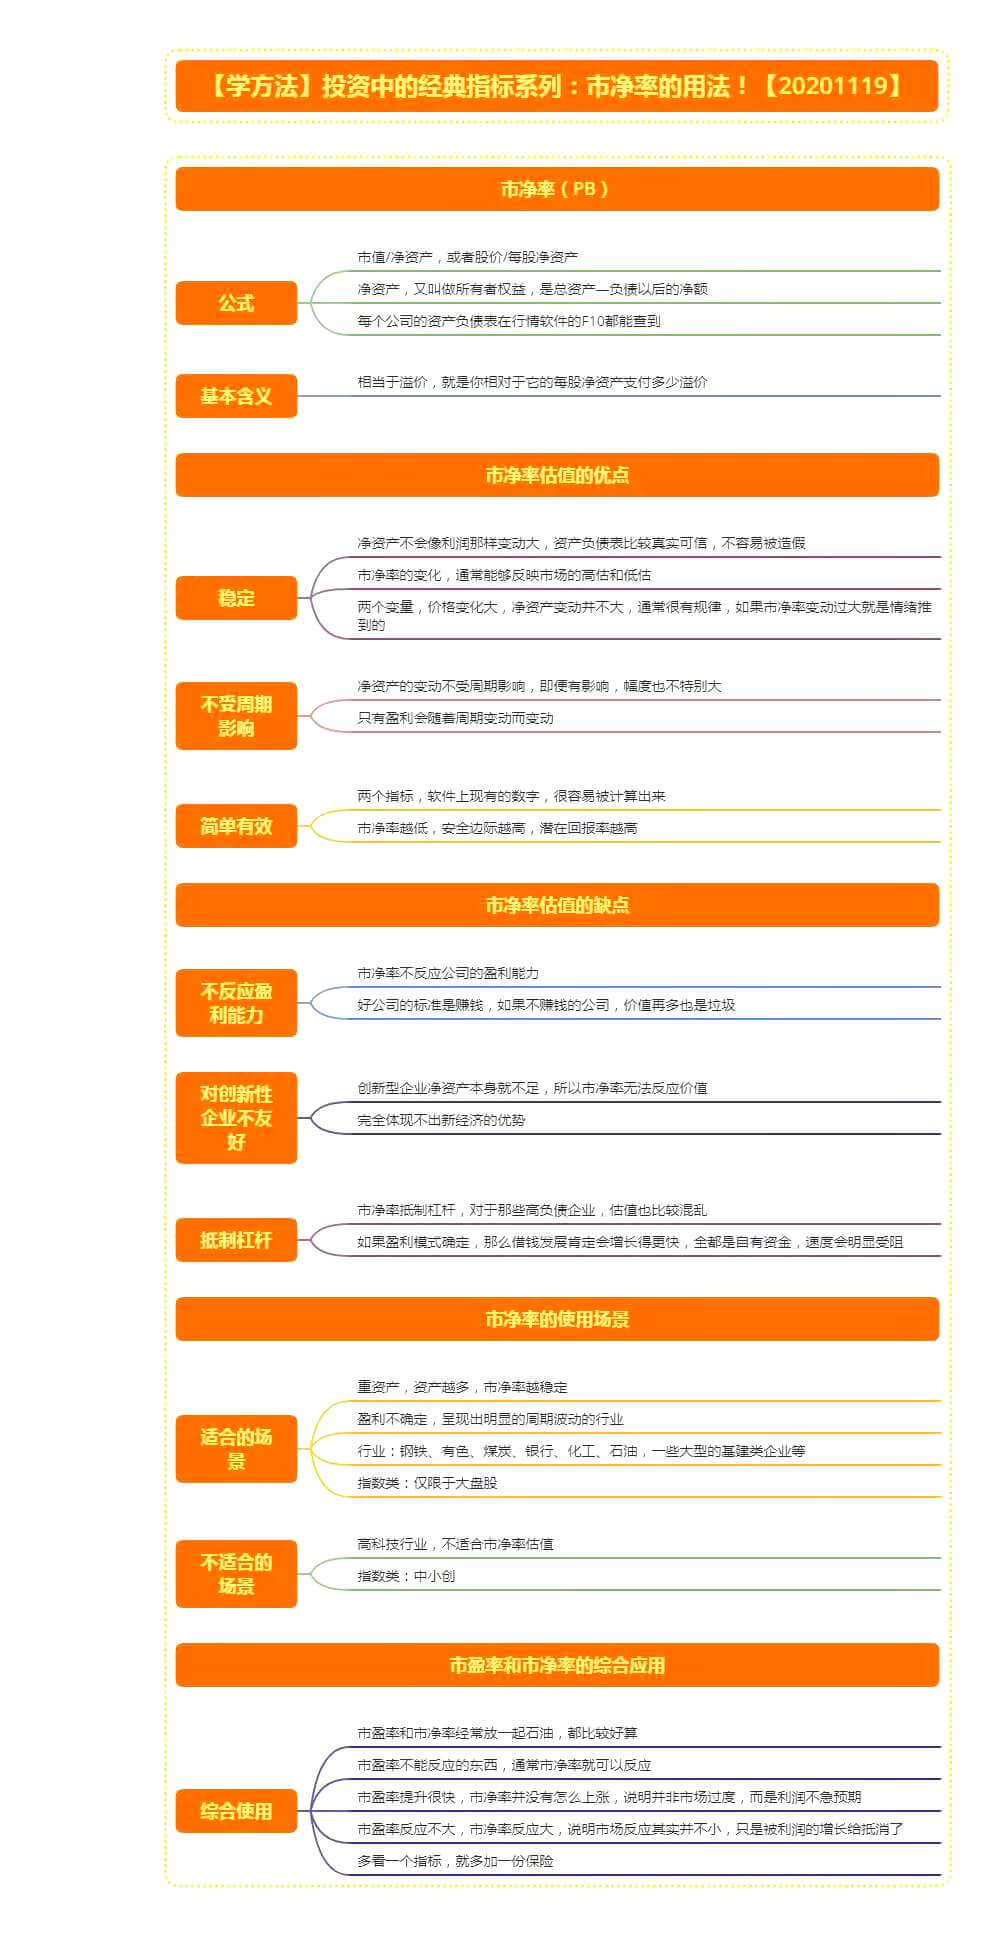 【学方法】投资中的经典指标系列：市净率的用法！【20201119】
市净率（PB）
公式
市值/净资产，或者股价/每股净资产
净资产，又叫做所有者权益，是总资产—负债以后的净额
每个公司的资产负债表在行情软件的F10都能查到
基本含义
相当于溢价，就是你相对于它的每股净资产支付多少溢价
市净率估值的优点
稳定
净资产不会像利润那样变动大，资产负债表比较真实可信，不容易被造假
市净率的变化，通常能够反映市场的高估和低估
两个变量，价格变化大，净资产变动并不大，通常很有规律，如果市净率变动过大就是情绪推
到的
不受周期
影响
净资产的变动不受周期影响，即便有影响，幅度也不特别大
只有盈利会随着周期变动而变动
简单有效
两个指标，软件上现有的数字，很容易被计算出来
市净率越低，安全边际越高，潜在回报率越高
市净率估值的缺点
不反应盈
利能力
市净率不反应公司的盈利能力
好公司的标准是赚钱，如果不赚钱的公司，价值再多也是垃圾
对创新性
企业不友
好
创新型企业净资产本身就不足，所以市净率无法反应价值
完全体现不出新经济的优势
抵制杠杆
市净率抵制杠杆，对于那些高负债企业，估值也比较混乱
如果盈利模式确定，那么借钱发展肯定会增长得更快，全都是自有资金，速度会明显受阻
市净率的使用场景
适合的场
景
重资产，资产越多，市净率越稳定
盈利不确定，呈现出明显的周期波动的行业
行业：钢铁、有色、煤炭、银行、化工、石油，一些大型的基建类企业等
指数类：仅限于大盘股
不适合的
场景
高科技行业，不适合市净率估值
指数类：中小创
市盈率和市净率的综合应用
综合使用
市盈率和市净率经常放一起石油，都比较好算
市盈率不能反应的东西，通常市净率就可以反应
市盈率提升很快，市净率并没有怎么上涨，说明并非市场过度，而是利润不急预期
市盈率反应不大，市净率反应大，说明市场反应其实并不小，只是被利润的增长给抵消了
多看一个指标，就多加一份保险